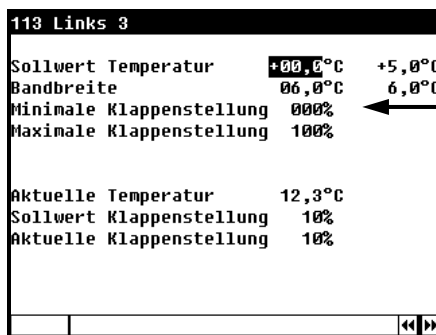 113 Links 3
Sollwert Temperatur +00,0°C +5,0°C
Bandbreite 06,0°C 6,0°C
Minimale Klappenstellung 000%
Maximale Klappenstellung 100%
Aktuelle Temperatur 12,3°C
Sollwert Klappenstellung 10%
Aktuelle Klappenstellung 10%